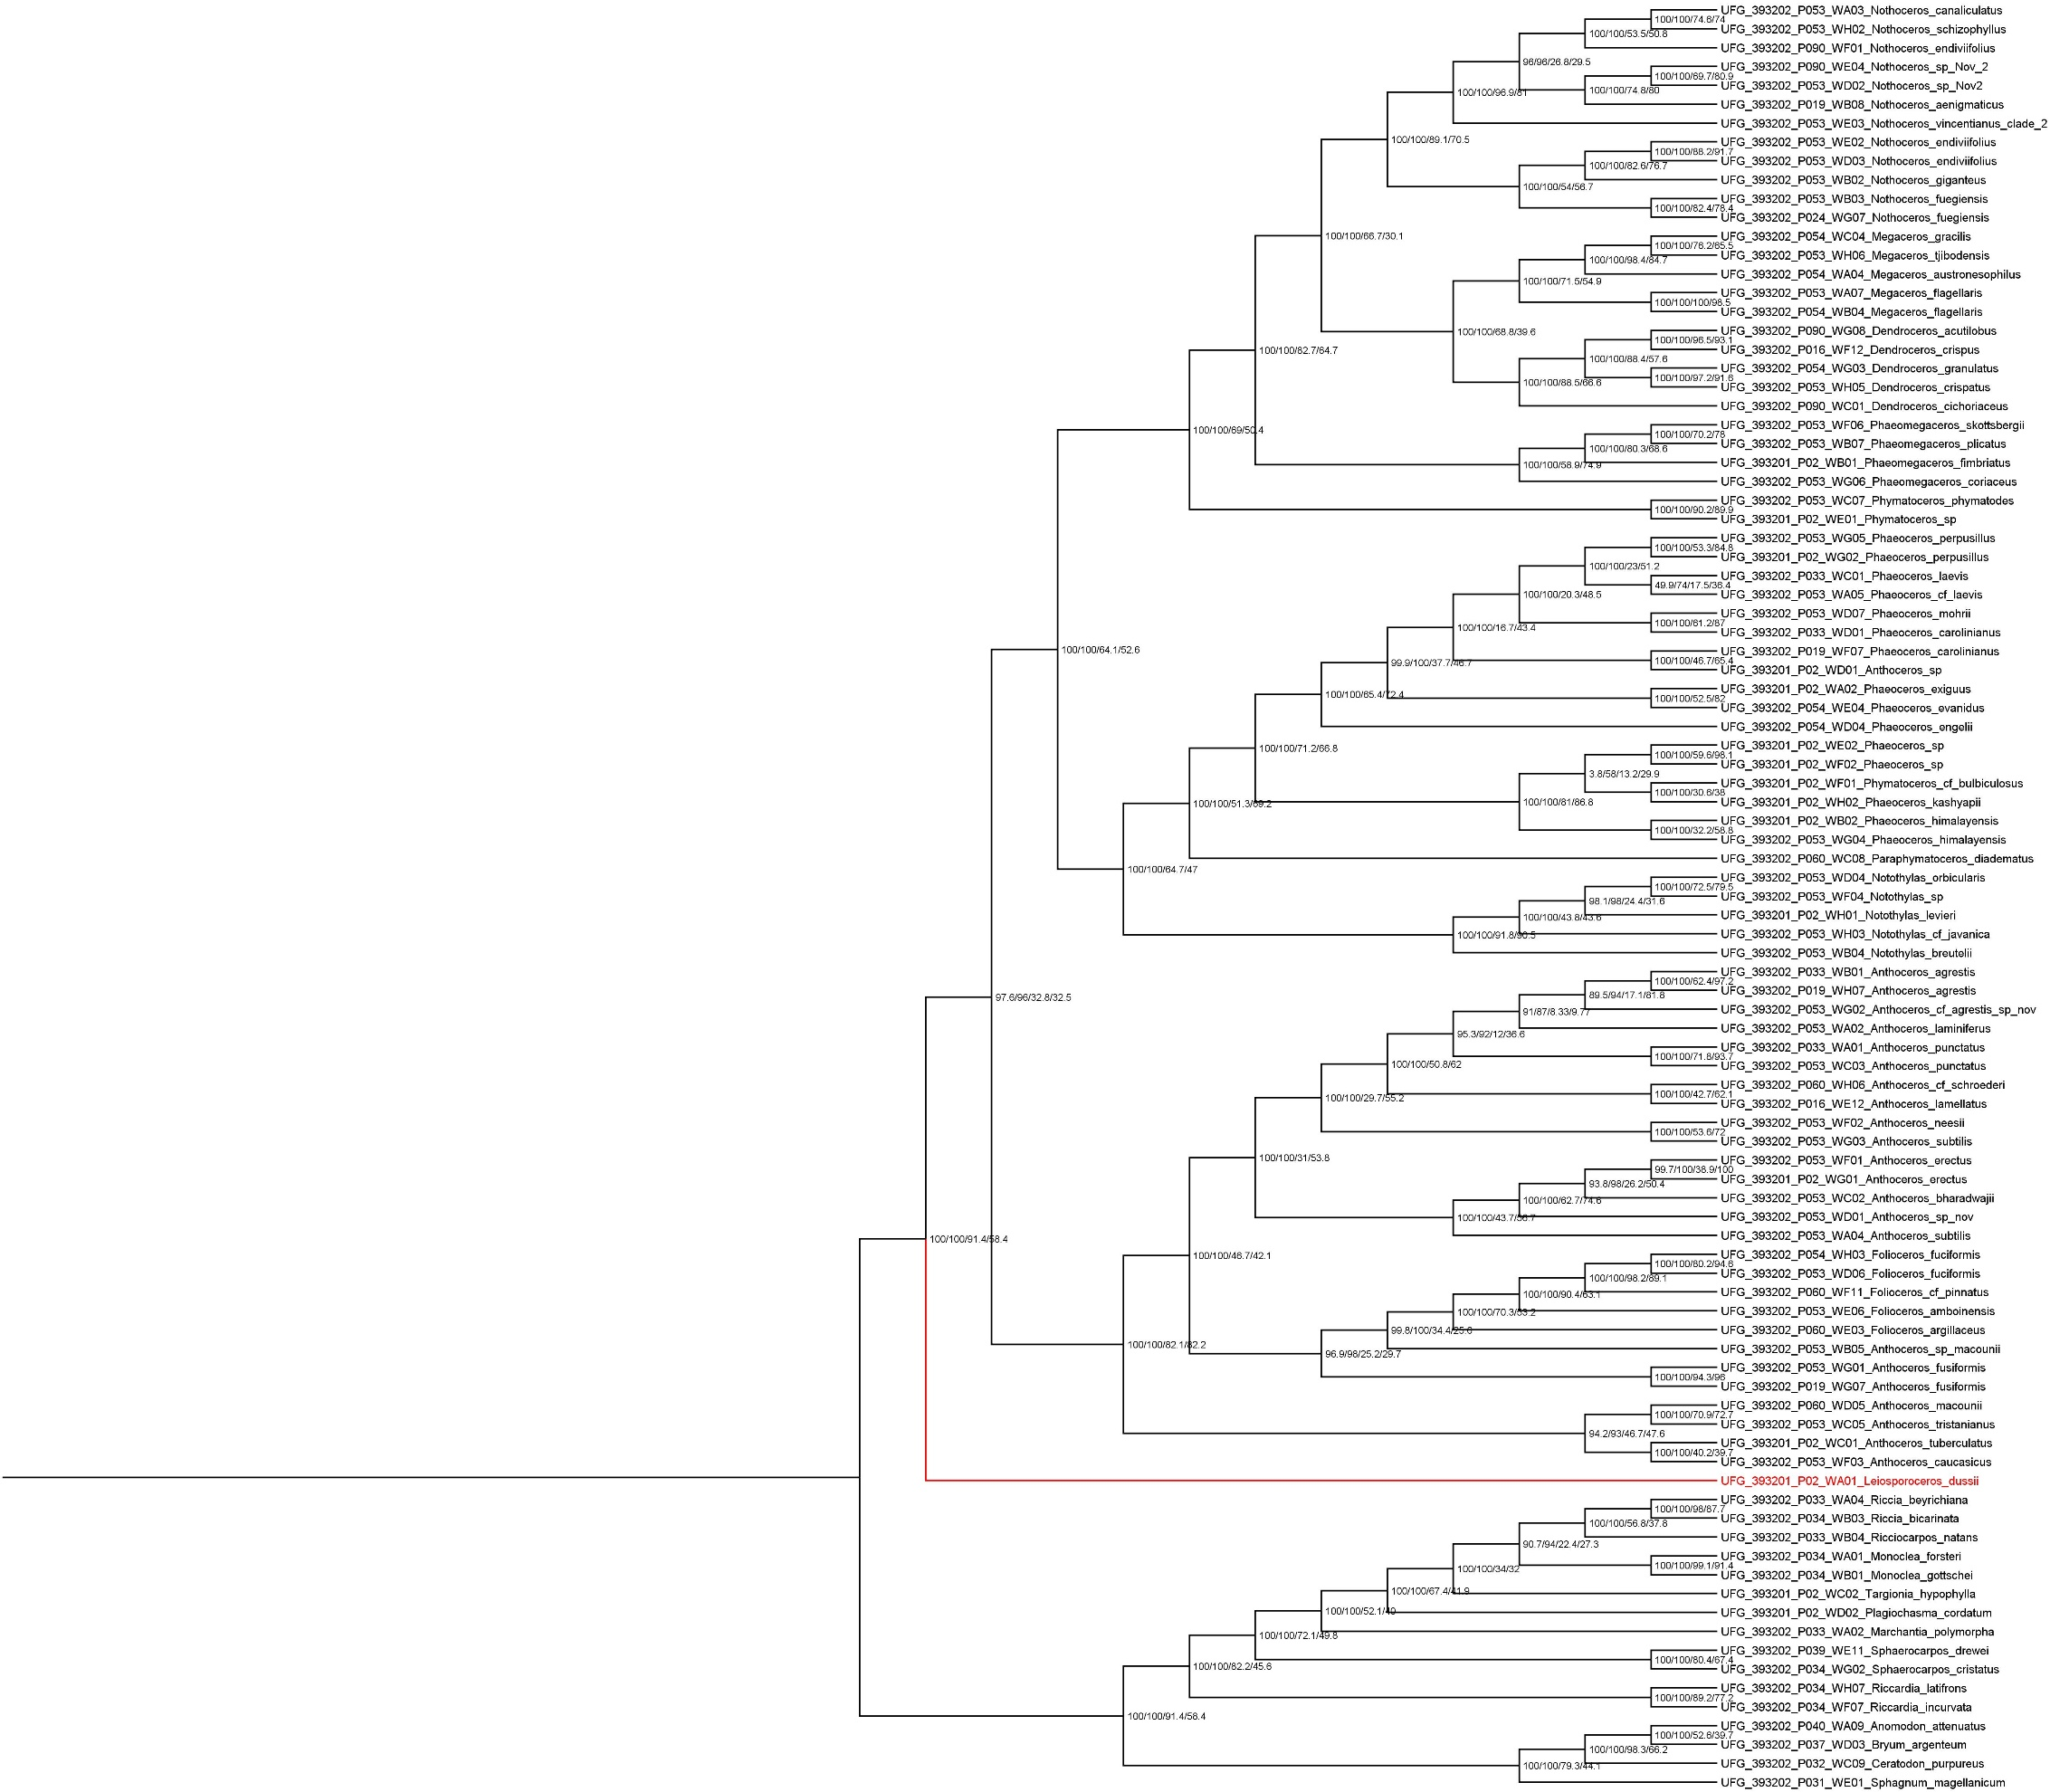 UFG_393202_P053_WA03_Nothoceros_canaliculatus
100/100/74.6/74
UFG_393202_P053_WH02_Nothoceros_schizophyllus
100/100/53.5/50.8
UFG_393202_P090_WF01_Nothoceros_endiviifolius
96/96/26.8/29.5
UFG_393202_P090_WE04_Nothoceros_sp_Nov_2
100/100/69.7/80.9
UFG_393202_P053_WD02_Nothoceros_sp_Nov2
100/100/74.8/80
100/100/96.9/81
UFG_393202_P019_WB08_Nothoceros_aenigmaticus
UFG_393202_P053_WE03_Nothoceros_vincentianus_clade_2
100/100/89.1/70.5
UFG_393202_P053_WE02_Nothoceros_endiviifolius
100/100/88.2/91.7
UFG_393202_P053_WD03_Nothoceros_endiviifolius
100/100/82.6/76.7
UFG_393202_P053_WB02_Nothoceros_giganteus
100/100/54/56.7
UFG_393202_P053_WB03_Nothoceros_fuegiensis
100/100/82.4/78.4
UFG_393202_P024_WG07_Nothoceros_fuegiensis
100/100/66.7/30.1
UFG_393202_P054_WC04_Megaceros_gracilis
100/100/76.2/65.5
UFG_393202_P053_WH06_Megaceros_tjibodensis
100/100/98.4/84.7
UFG_393202_P054_WA04_Megaceros_austronesophilus
100/100/71.5/54.9
UFG_393202_P053_WA07_Megaceros_flagellaris
100/100/100/98.5
UFG_393202_P054_WB04_Megaceros_flagellaris
100/100/68.8/39.6
UFG_393202_P090_WG08_Dendroceros_acutilobus
100/100/96.5/93.1
UFG_393202_P016_WF12_Dendroceros_crispus
100/100/82.7/64.7
100/100/88.4/57.6
UFG_393202_P054_WG03_Dendroceros_granulatus
100/100/97.2/91.6
100/100/88.5/66.6
UFG_393202_P053_WH05_Dendroceros_crispatus
UFG_393202_P090_WC01_Dendroceros_cichoriaceus
UFG_393202_P053_WF06_Phaeomegaceros_skottsbergii
100/100/69/50.4
100/100/70.2/78
UFG_393202_P053_WB07_Phaeomegaceros_plicatus
100/100/80.3/68.6
UFG_393201_P02_WB01_Phaeomegaceros_fimbriatus
100/100/58.9/74.9
UFG_393202_P053_WG06_Phaeomegaceros_coriaceus
UFG_393202_P053_WC07_Phymatoceros_phymatodes
100/100/90.2/89.9
UFG_393201_P02_WE01_Phymatoceros_sp
UFG_393202_P053_WG05_Phaeoceros_perpusillus
100/100/53.3/84.8
UFG_393201_P02_WG02_Phaeoceros_perpusillus
100/100/23/51.2
UFG_393202_P033_WC01_Phaeoceros_laevis
49.9/74/17.5/36.4
UFG_393202_P053_WA05_Phaeoceros_cf_laevis
100/100/20.3/48.5
UFG_393202_P053_WD07_Phaeoceros_mohrii
100/100/61.2/87
100/100/16.7/43.4
UFG_393202_P033_WD01_Phaeoceros_carolinianus
100/100/64.1/52.6
UFG_393202_P019_WF07_Phaeoceros_carolinianus
100/100/46.7/65.4
99.9/100/37.7/46.7
UFG_393201_P02_WD01_Anthoceros_sp
UFG_393201_P02_WA02_Phaeoceros_exiguus
100/100/65.4/72.4
100/100/52.5/82
UFG_393202_P054_WE04_Phaeoceros_evanidus
UFG_393202_P054_WD04_Phaeoceros_engelii
UFG_393201_P02_WE02_Phaeoceros_sp
100/100/71.2/66.8
100/100/59.6/98.1
UFG_393201_P02_WF02_Phaeoceros_sp
3.8/58/13.2/29.9
UFG_393201_P02_WF01_Phymatoceros_cf_bulbiculosus
100/100/30.6/38
100/100/51.3/69.2
100/100/81/86.8
UFG_393201_P02_WH02_Phaeoceros_kashyapii
UFG_393201_P02_WB02_Phaeoceros_himalayensis
100/100/32.2/58.8
UFG_393202_P053_WG04_Phaeoceros_himalayensis
UFG_393202_P060_WC08_Paraphymatoceros_diadematus
100/100/64.7/47
UFG_393202_P053_WD04_Notothylas_orbicularis
100/100/72.5/79.5
UFG_393202_P053_WF04_Notothylas_sp
98.1/98/24.4/31.6
UFG_393201_P02_WH01_Notothylas_levieri
100/100/43.8/43.6
UFG_393202_P053_WH03_Notothylas_cf_javanica
100/100/91.8/90.5
UFG_393202_P053_WB04_Notothylas_breutelii
UFG_393202_P033_WB01_Anthoceros_agrestis
100/100/62.4/97.2
UFG_393202_P019_WH07_Anthoceros_agrestis
89.5/94/17.1/81.8
97.6/96/32.8/32.5
UFG_393202_P053_WG02_Anthoceros_cf_agrestis_sp_nov
91/87/8.33/9.77
UFG_393202_P053_WA02_Anthoceros_laminiferus
95.3/92/12/36.6
UFG_393202_P033_WA01_Anthoceros_punctatus
100/100/71.8/93.7
100/100/50.8/62
UFG_393202_P053_WC03_Anthoceros_punctatus
UFG_393202_P060_WH06_Anthoceros_cf_schroederi
100/100/42.7/62.1
100/100/29.7/55.2
UFG_393202_P016_WE12_Anthoceros_lamellatus
UFG_393202_P053_WF02_Anthoceros_neesii
100/100/53.6/72
UFG_393202_P053_WG03_Anthoceros_subtilis
100/100/31/53.8
UFG_393202_P053_WF01_Anthoceros_erectus
99.7/100/38.9/100
UFG_393201_P02_WG01_Anthoceros_erectus
93.8/98/26.2/50.4
UFG_393202_P053_WC02_Anthoceros_bharadwajii
100/100/62.7/74.6
UFG_393202_P053_WD01_Anthoceros_sp_nov
UFG_393202_P053_WA04_Anthoceros_subtilis
100/100/91.4/58.4
100/100/46.7/42.1
UFG_393202_P054_WH03_Folioceros_fuciformis
100/100/80.2/94.6
UFG_393202_P053_WD06_Folioceros_fuciformis
100/100/98.2/89.1
UFG_393202_P060_WF11_Folioceros_cf_pinnatus
100/100/90.4/63.1
UFG_393202_P053_WE06_Folioceros_amboinensis
UFG_393202_P060_WE03_Folioceros_argillaceus
100/100/82.1/82.2
UFG_393202_P053_WB05_Anthoceros_sp_macounii
96.9/98/25.2/29.7
UFG_393202_P053_WG01_Anthoceros_fusiformis
100/100/94.3/96
UFG_393202_P019_WG07_Anthoceros_fusiformis
UFG_393202_P060_WD05_Anthoceros_macounii
100/100/70.9/72.7
UFG_393202_P053_WC05_Anthoceros_tristanianus
94.2/93/46.7/47.6
UFG_393201_P02_WC01_Anthoceros_tuberculatus
100/100/40.2/39.7
UFG_393202_P053_WF03_Anthoceros_caucasicus
UFG_393201_P02_WA01_Leiosporoceros_dussii
UFG_393202_P033_WA04_Riccia_beyrichiana
100/100/98/87.7
UFG_393202_P034_WB03_Riccia_bicarinata
100/100/56.8/37.8
UFG_393202_P033_WB04_Ricciocarpos_natans
90.7/94/22.4/27.3
UFG_393202_P034_WA01_Monoclea_forsteri
100/100/99.1/91.4
100/100/34/32
UFG_393202_P034_WB01_Monoclea_gottschei
100/100/67.4/41.9
UFG_393201_P02_WC02_Targionia_hypophylla
100/100/52.1/40
UFG_393201_P02_WD02_Plagiochasma_cordatum
UFG_393202_P033_WA02_Marchantia_polymorpha
100/100/72.1/49.8
UFG_393202_P039_WE11_Sphaerocarpos_drewei
100/100/80.4/67.4
100/100/82.2/45.6
UFG_393202_P034_WG02_Sphaerocarpos_cristatus
UFG_393202_P034_WH07_Riccardia_latifrons
100/100/89.2/77.2
UFG_393202_P034_WF07_Riccardia_incurvata
100/100/91.4/58.4
UFG_393202_P040_WA09_Anomodon_attenuatus
100/100/52.6/39.7
UFG_393202_P037_WD03_Bryum_argenteum
100/100/98.3/66.2
UFG_393202_P032_WC09_Ceratodon_purpureus
100/100/79.3/44.1
UFG_393202_P031_WE01_Sphagnum_magellanicum